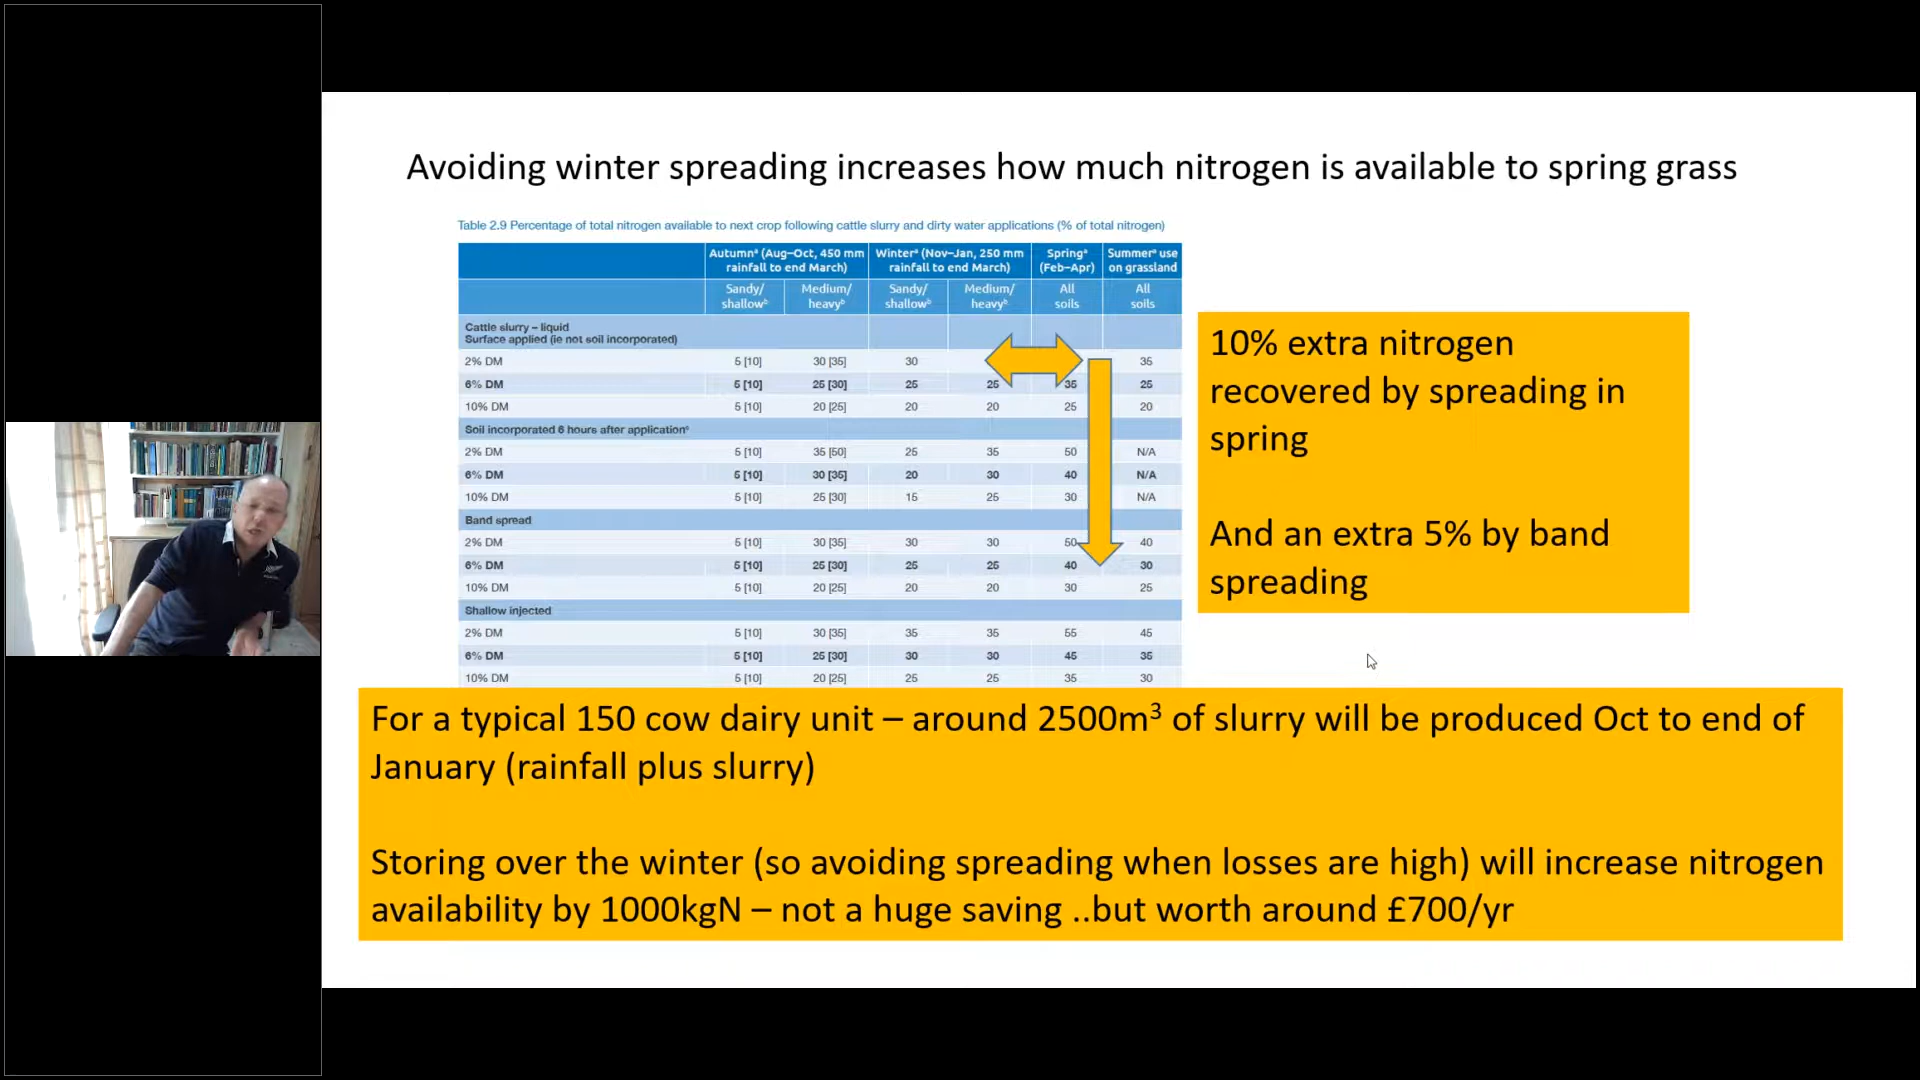 Avoiding winter spreading increases how much nitrogen is available to spring grass
Table 2.9 Percentage of total nitrogen available to next crop following cattle slurry and dirty water applications (% of total nitrogen)
Autumnª (Aug–Oct, 450 mm rainfall to end March) Winterª (Nov–Jan, 250 mm rainfall to end March) Springª (Feb–Apr) Summerª use on grassland
Sandy/shallowᵇ Medium/heavyᵇ Sandy/shallowᵇ Medium/heavyᵇ All soils All soils
Cattle slurry – liquid
Surface applied (ie not soil incorporated)
2% DM 5 [10] 30 [35] 30 35
6% DM 5 [10] 25 [30] 25 25 35 25
10% DM 5 [10] 20 [25] 20 20 25 20
Soil incorporated 6 hours after applicationᶜ
2% DM 5 [10] 35 [50] 25 35 50 N/A
6% DM 5 [10] 30 [35] 20 30 40 N/A
10% DM 5 [10] 25 [30] 15 25 30 N/A
Band spread
2% DM 5 [10] 30 [35] 30 30 50 40
6% DM 5 [10] 25 [30] 25 25 40 30
10% DM 5 [10] 20 [25] 20 20 30 25
Shallow injected
2% DM 5 [10] 30 [35] 35 35 55 45
6% DM 5 [10] 25 [30] 30 30 45 35
10% DM 5 [10] 20 [25] 25 25 35 30
10% extra nitrogen
recovered by spreading in
spring
And an extra 5% by band
spreading
For a typical 150 cow dairy unit – around 2500m³ of slurry will be produced Oct to end of
January (rainfall plus slurry)
Storing over the winter (so avoiding spreading when losses are high) will increase nitrogen
availability by 1000kgN – not a huge saving ..but worth around £700/yr